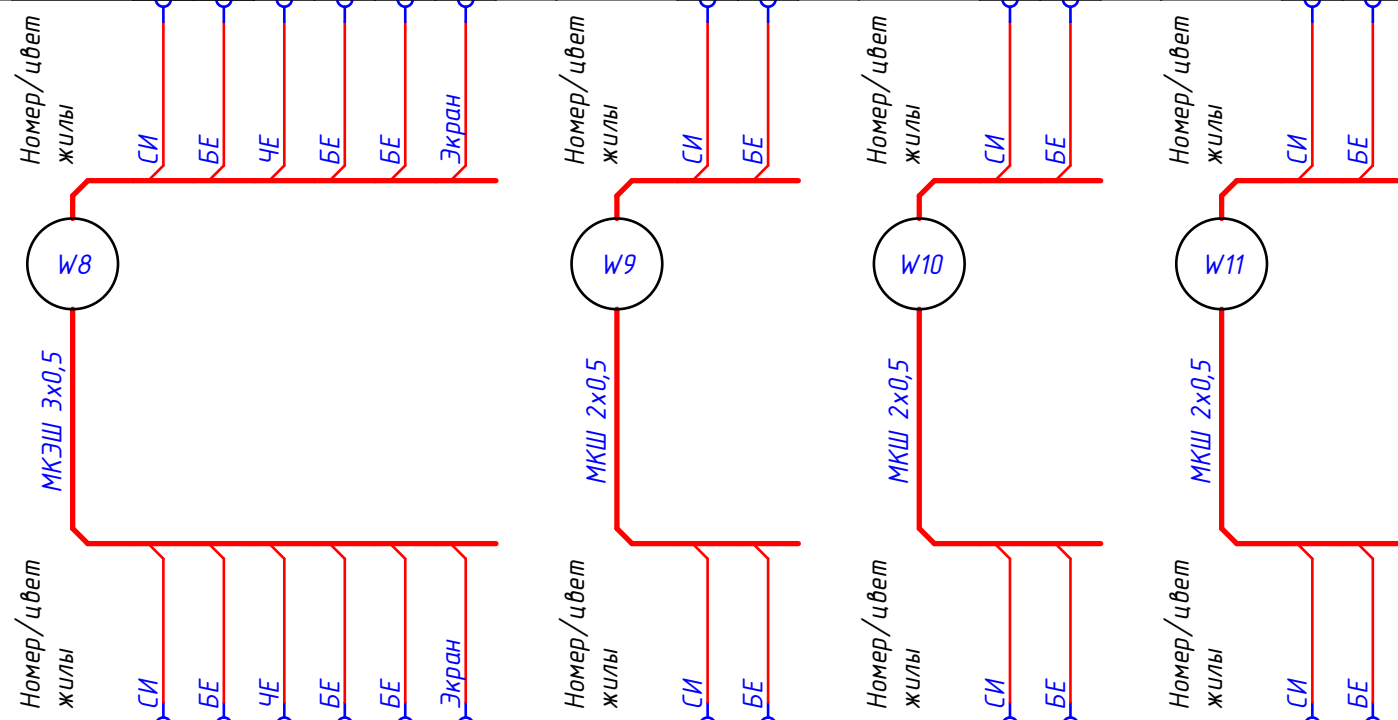 Номер/цвет
жилы
СИ
БЕ
ЧЕ
БЕ
БЕ
Экран
Номер/цвет
жилы
СИ
БЕ
Номер/цвет
жилы
СИ
БЕ
Номер/цвет
жилы
СИ
БЕ
W8
W9
W10
W11
МКЭШ 3х0,5
МКШ 2х0,5
МКШ 2х0,5
МКШ 2х0,5
Номер/цвет
жилы
СИ
БЕ
ЧЕ
БЕ
БЕ
Экран
Номер/цвет
жилы
СИ
БЕ
Номер/цвет
жилы
СИ
БЕ
Номер/цвет
жилы
СИ
БЕ